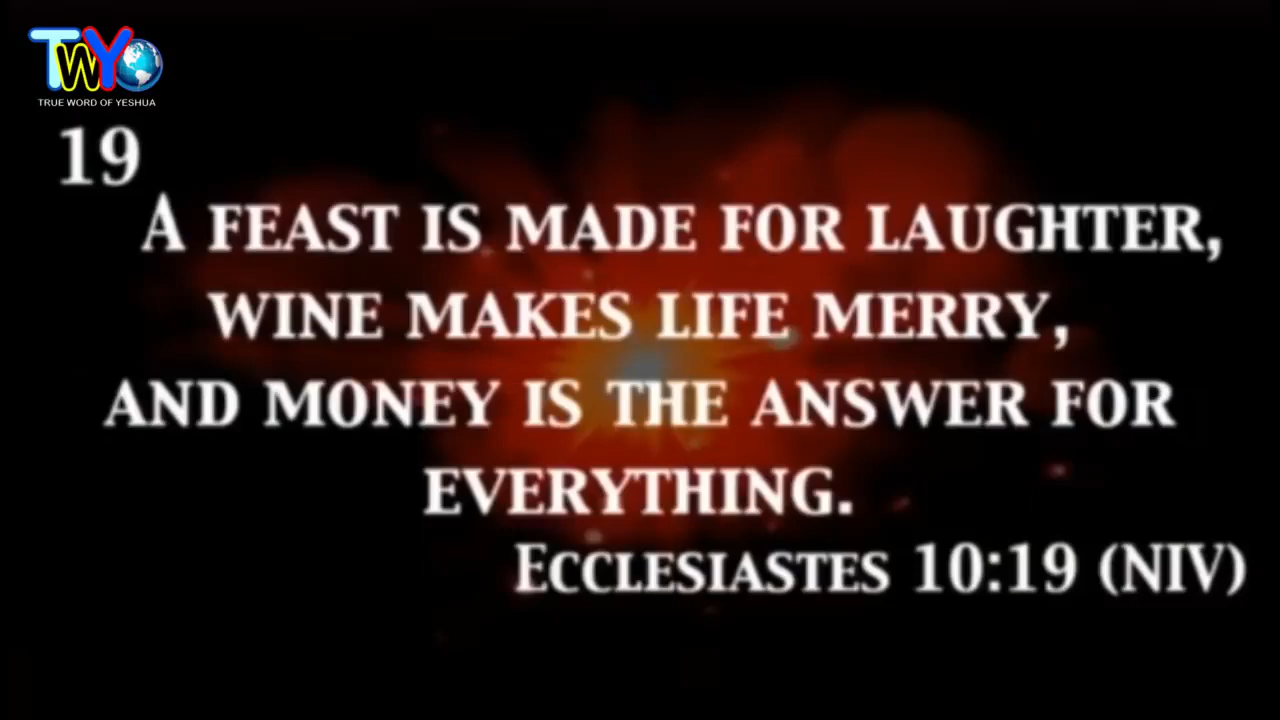 TWYO
TRUE WORD OF YESHUA
19
A FEAST IS MADE FOR LAUGHTER,
WINE MAKES LIFE MERRY,
AND MONEY IS THE ANSWER FOR
EVERYTHING.
ECCLESIASTES 10:19 (NIV)